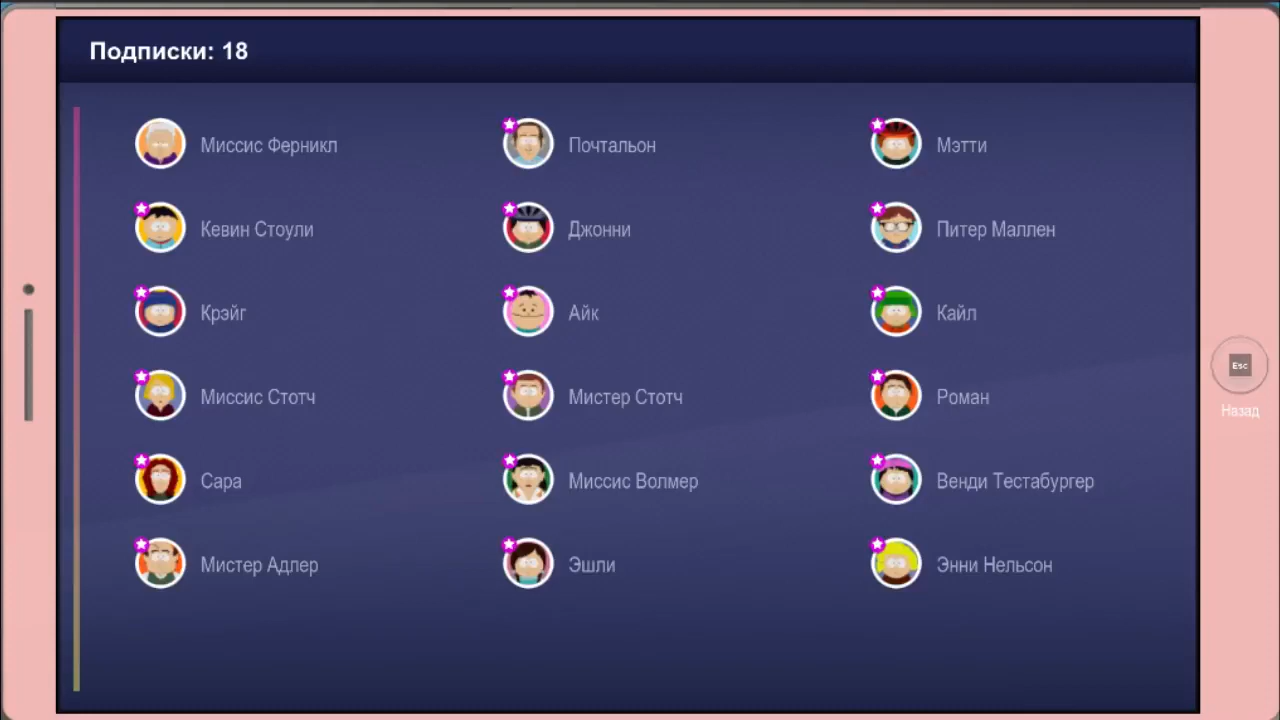 Подписки: 18
Миссис Ферникл
Почтальон
Мэтти
Кевин Стоули
Джонни
Питер Маллен
Крэйг
Айк
Кайл
Миссис Стотч
Мистер Стотч
Роман
Сара
Миссис Волмер
Венди Тестабургер
Мистер Адлер
Эшли
Энни Нельсон
Esc
Назад